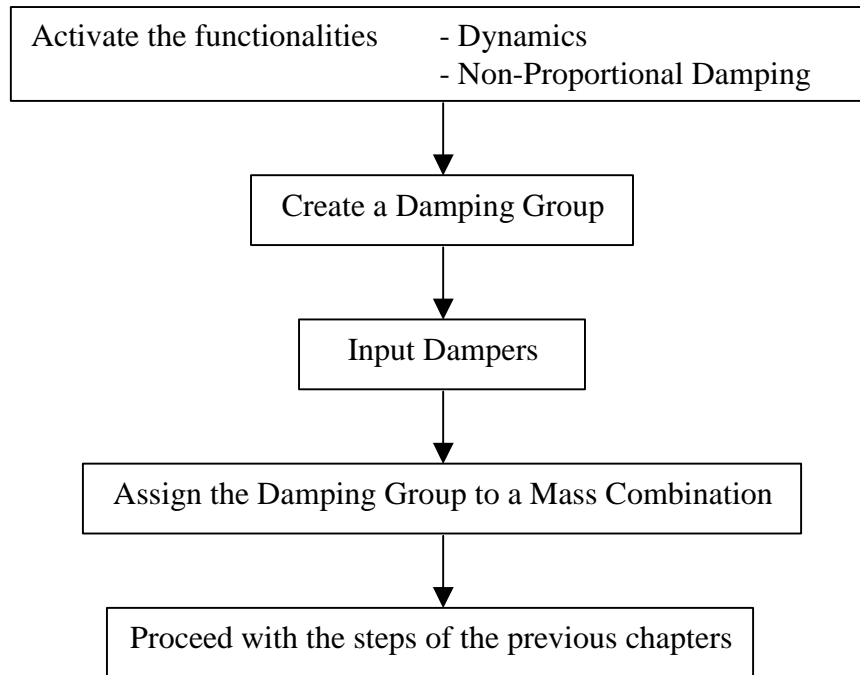 Activate the functionalities - Dynamics
- Non-Proportional Damping
Create a Damping Group
Input Dampers
Assign the Damping Group to a Mass Combination
Proceed with the steps of the previous chapters